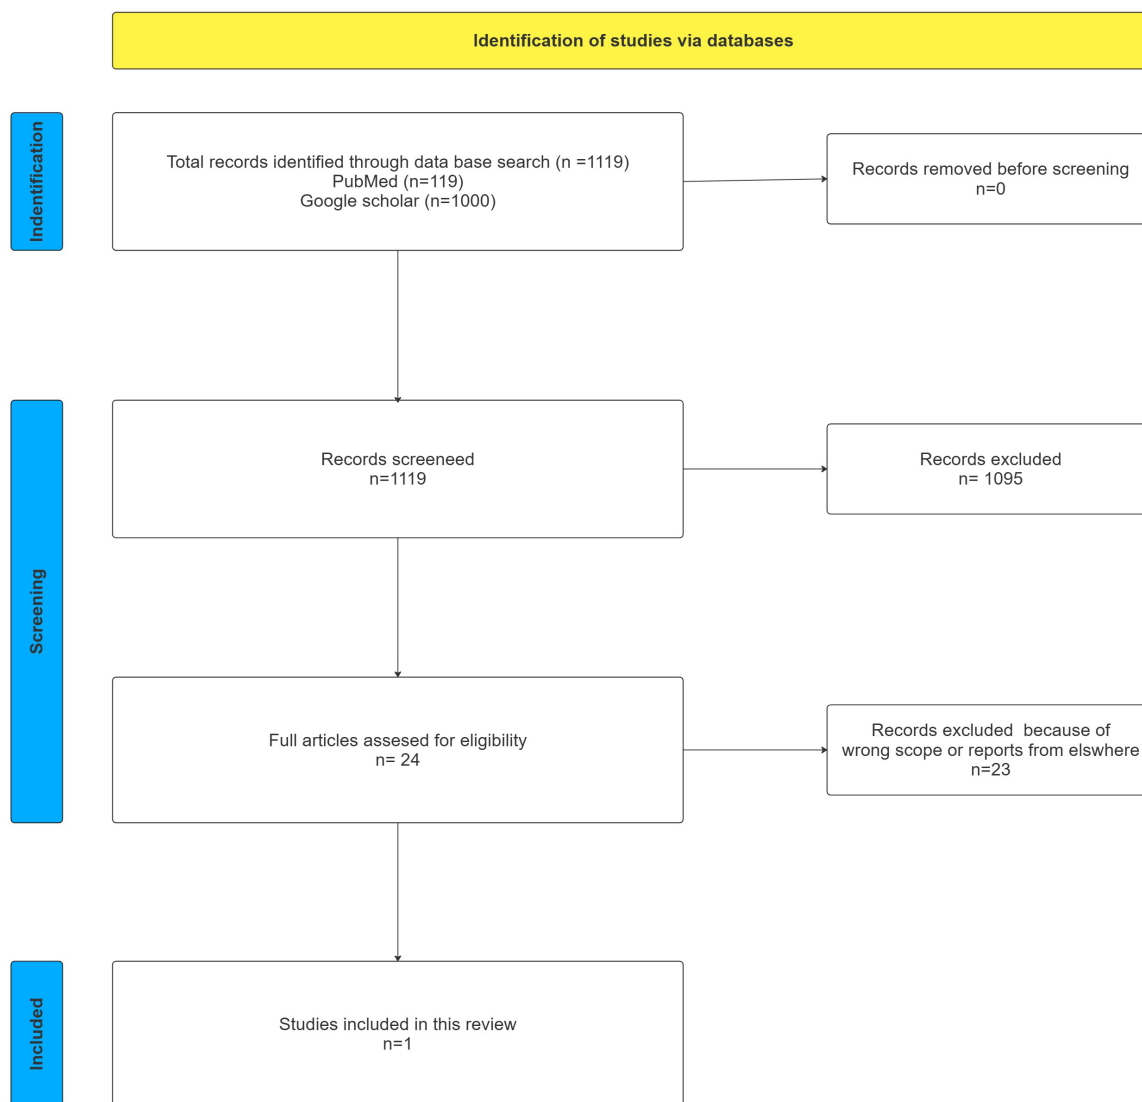 Identification of studies via databases
Indentification
Total records identified through data base search (n =1119)
PubMed (n=119)
Google scholar (n=1000)
Records removed before screening
n=0
Screening
Records screeneed
n=1119
Records excluded
n= 1095
Full articles assesed for eligibility
n= 24
Records excluded  because of
wrong scope or reports from elswhere
n=23
Included
Studies included in this review
n=1